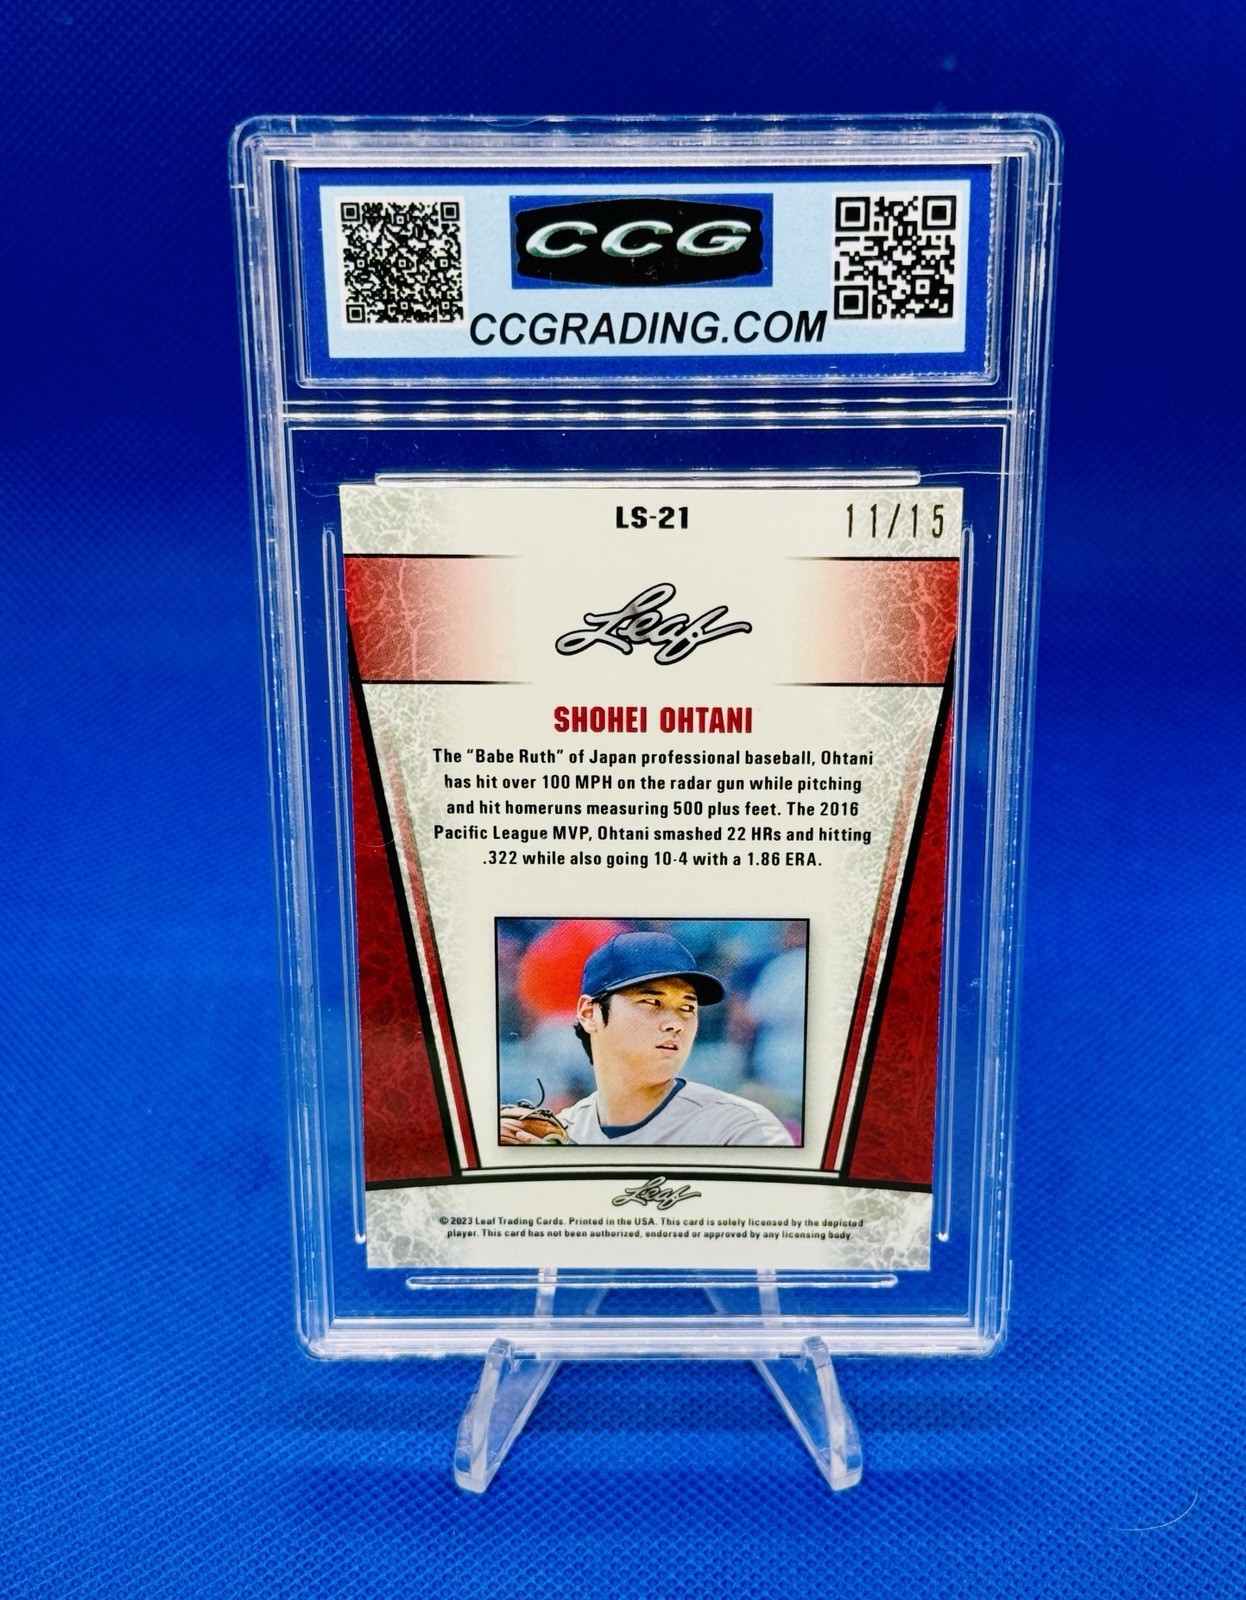 CCG
CCGRADING.COM
LS-21
11/15
Leaf
SHOHEI OHTANI
The "Babe Ruth" of Japan professional baseball, Ohtani
has hit over 100 MPH on the radar gun while pitching
and hit homeruns measuring 500 plus feet. The 2016
Pacific League MVP, Ohtani smashed 22 HRs and hitting
.322 while also going 10-4 with a 1.86 ERA.
Leaf
© 2023 Leaf Trading Cards. Printed in the USA. This card is solely licensed by the depicted
player. This card has not been authorized, endorsed or approved by any licensing body.